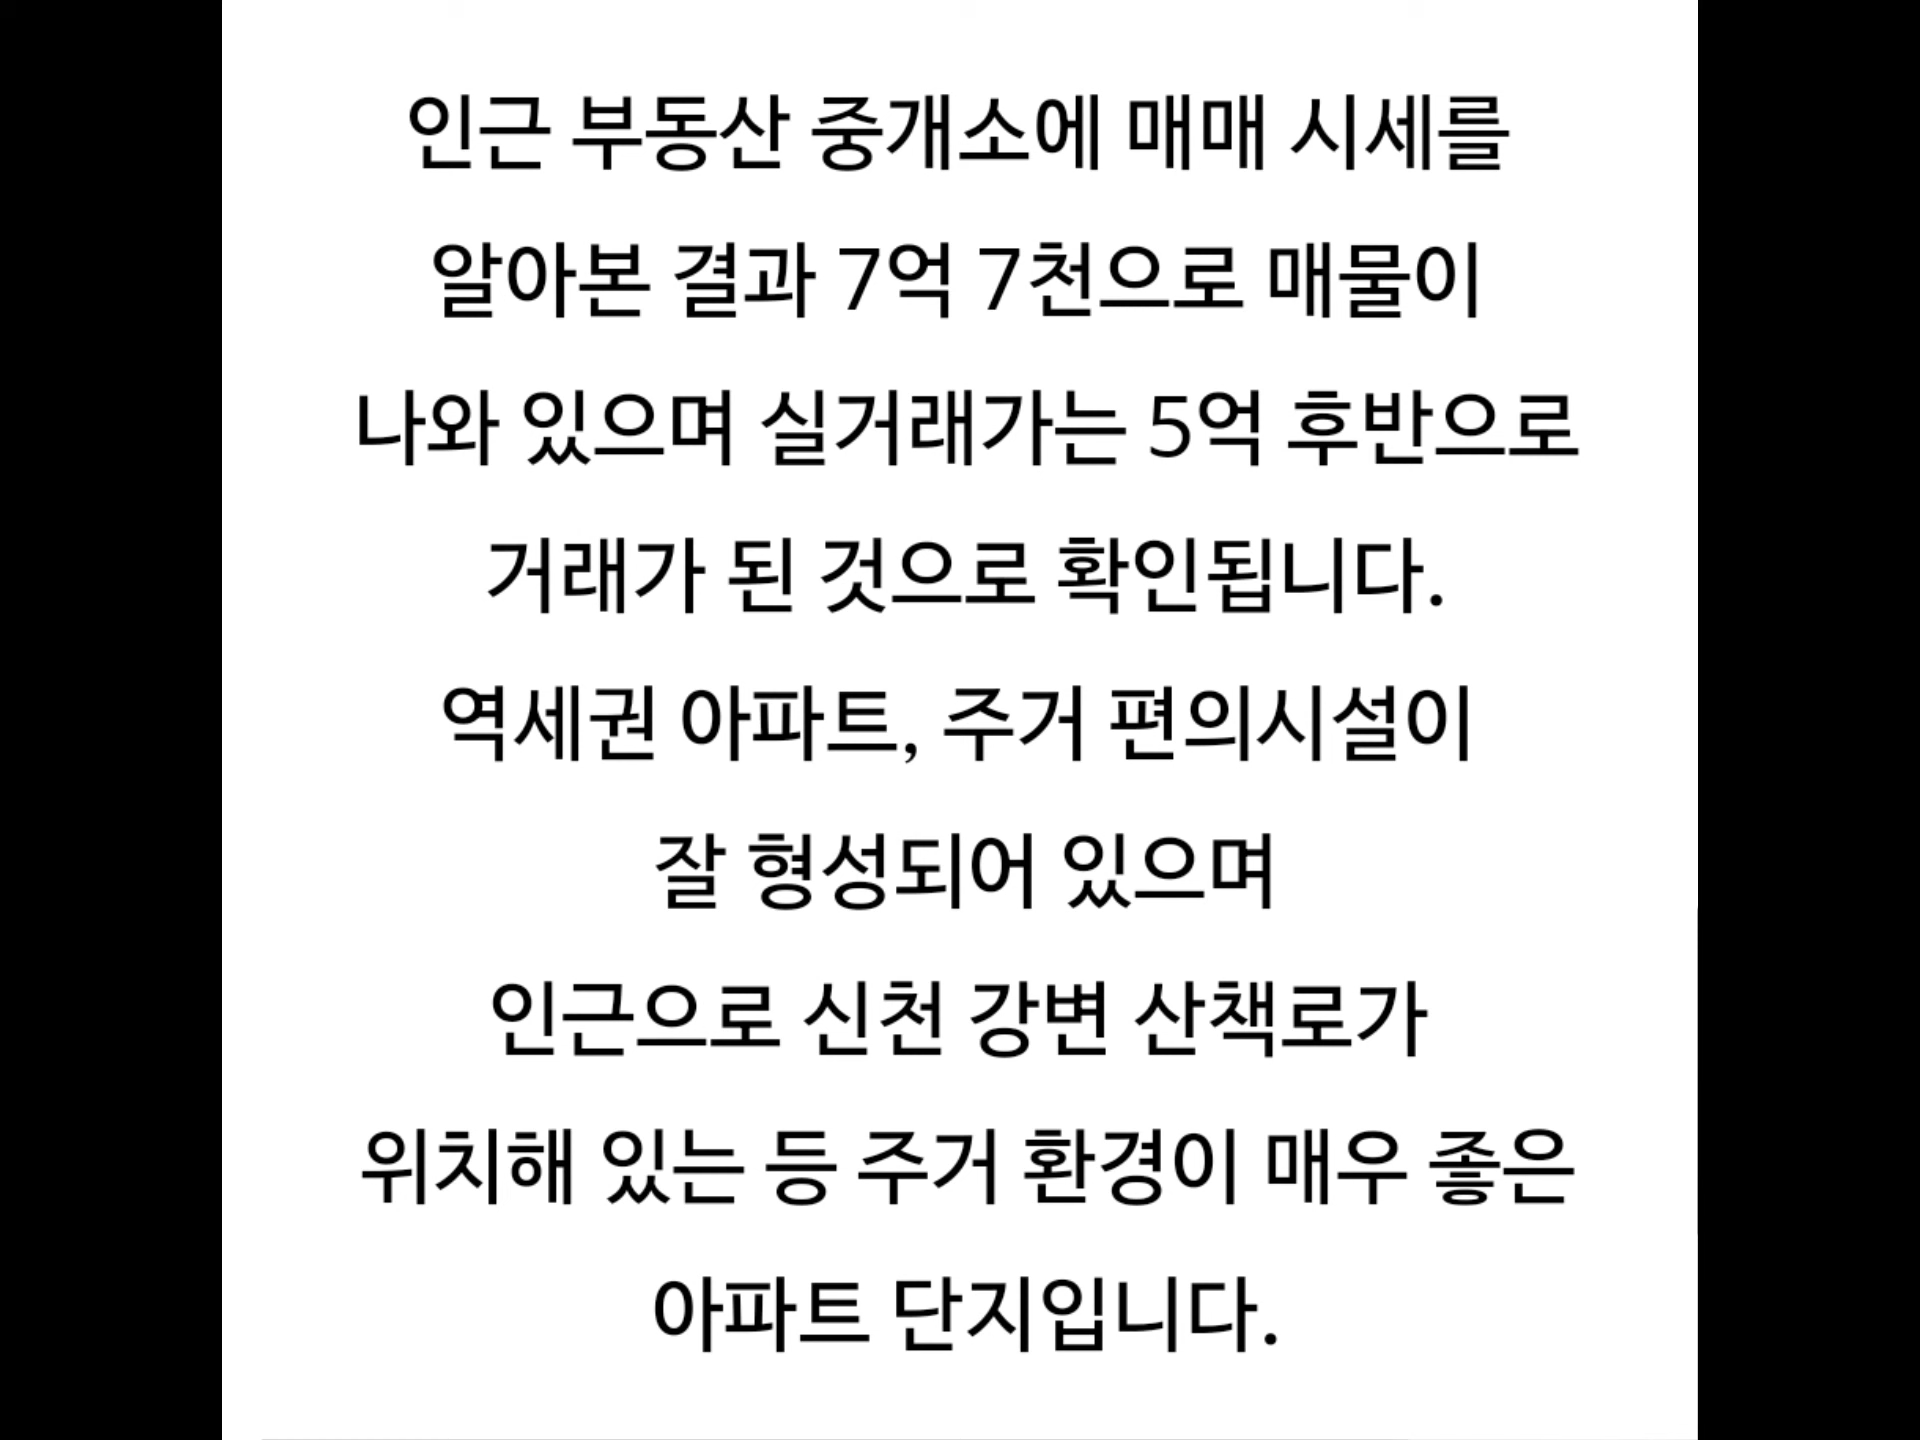 인근 부동산 중개소에 매매 시세를
알아본 결과 7억 7천으로 매물이
나와 있으며 실거래가는 5억 후반으로
거래가 된 것으로 확인됩니다.
역세권 아파트, 주거 편의시설이
잘 형성되어 있으며
인근으로 신천 강변 산책로가
위치해 있는 등 주거 환경이 매우 좋은
아파트 단지입니다.